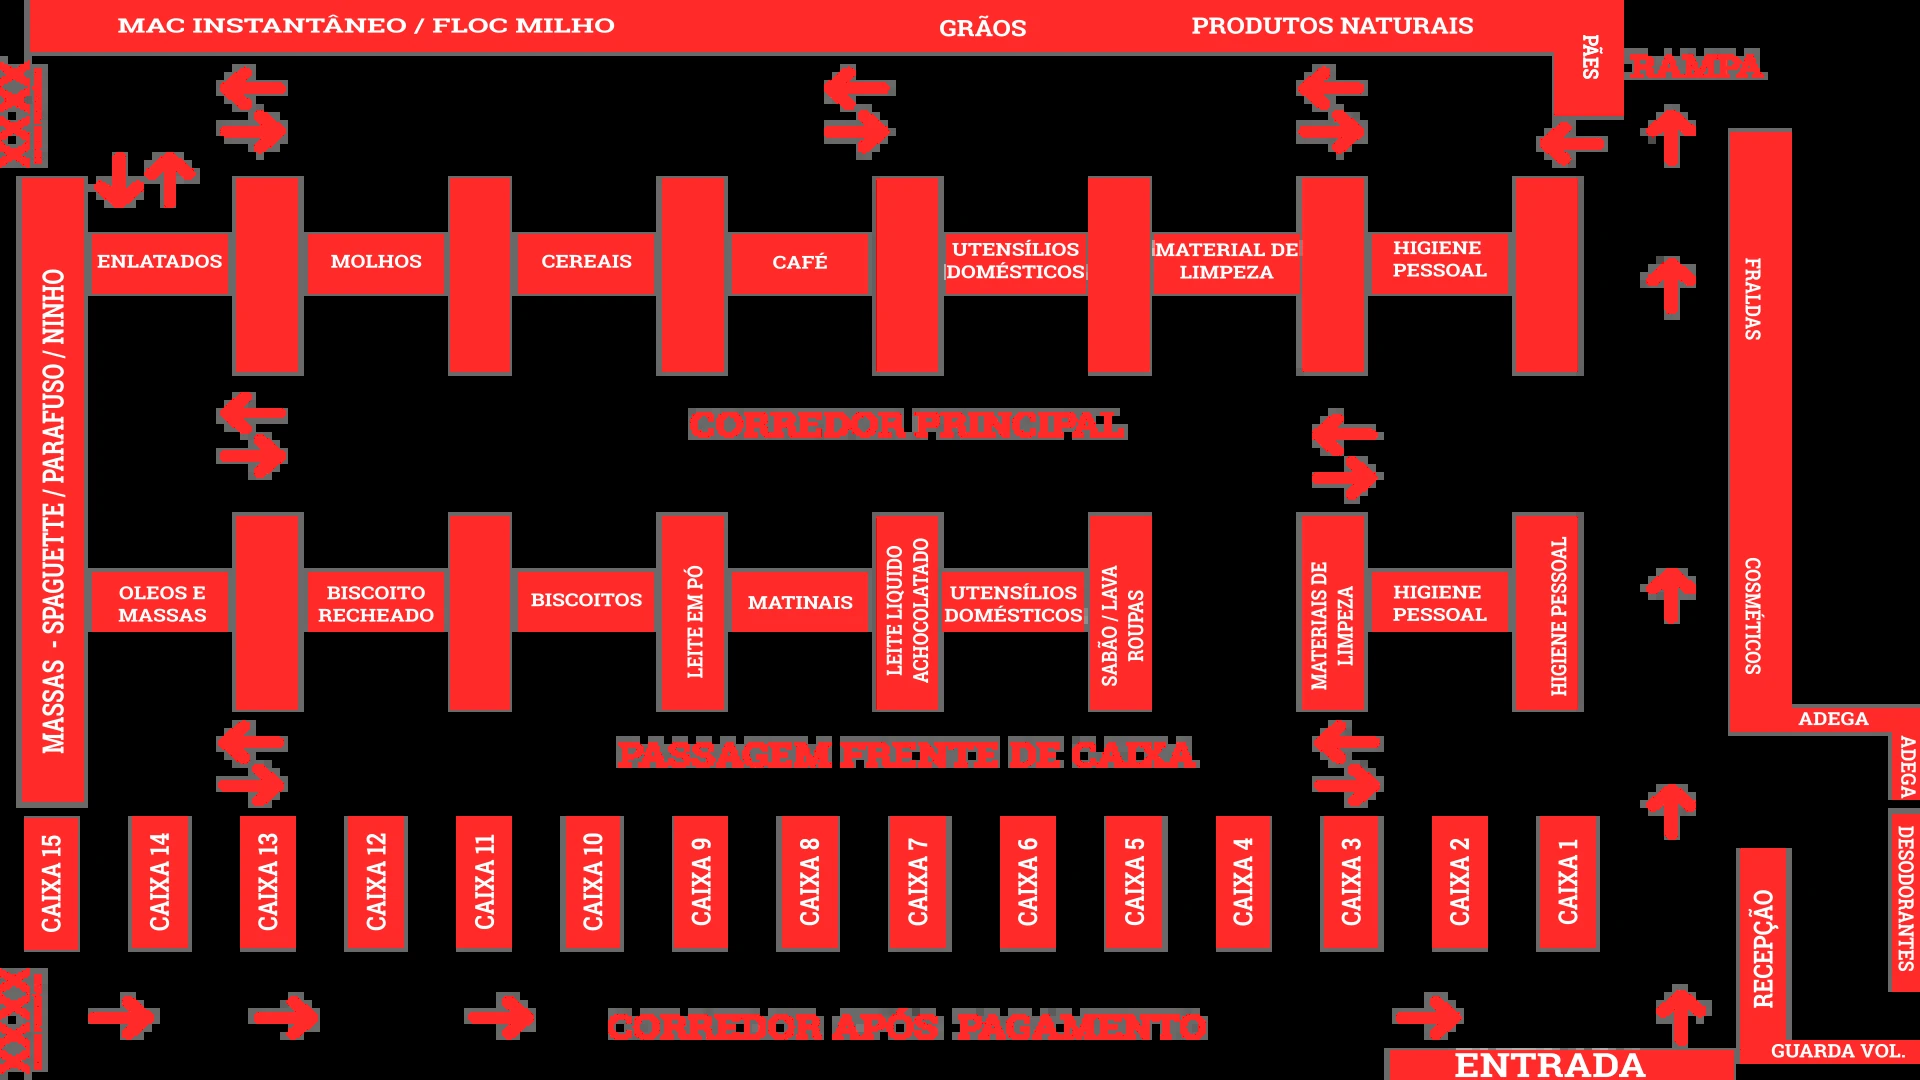 MAC INSTANTÂNEO / FLOC MILHO
GRÃOS
PRODUTOS NATURAIS
PÃES
RAMPA
XXX
ENLATADOS
MOLHOS
CEREAIS
CAFÉ
UTENSÍLIOS
DOMÉSTICOS
MATERIAL DE
LIMPEZA
HIGIENE
PESSOAL
MASSAS - SPAGUETTE / PARAFUSO / NINHO
FRALDAS
CORREDOR PRINCIPAL
OLEOS E
MASSAS
BISCOITO
RECHEADO
BISCOITOS
LEITE EM PÓ
MATINAIS
LEITE LIQUIDO
ACHOCOLATADO
UTENSÍLIOS
DOMÉSTICOS
SABÃO / LAVA
ROUPAS
MATERIAIS DE
LIMPEZA
HIGIENE
PESSOAL
HIGIENE PESSOAL
COSMÉTICOS
ADEGA
ADEGA
PASSAGEM FRENTE DE CAIXA
CAIXA 15
CAIXA 14
CAIXA 13
CAIXA 12
CAIXA 11
CAIXA 10
CAIXA 9
CAIXA 8
CAIXA 7
CAIXA 6
CAIXA 5
CAIXA 4
CAIXA 3
CAIXA 2
CAIXA 1
RECEPÇÃO
DESODORANTES
XXX
CORREDOR APÓS PAGAMENTO
ENTRADA
GUARDA VOL.